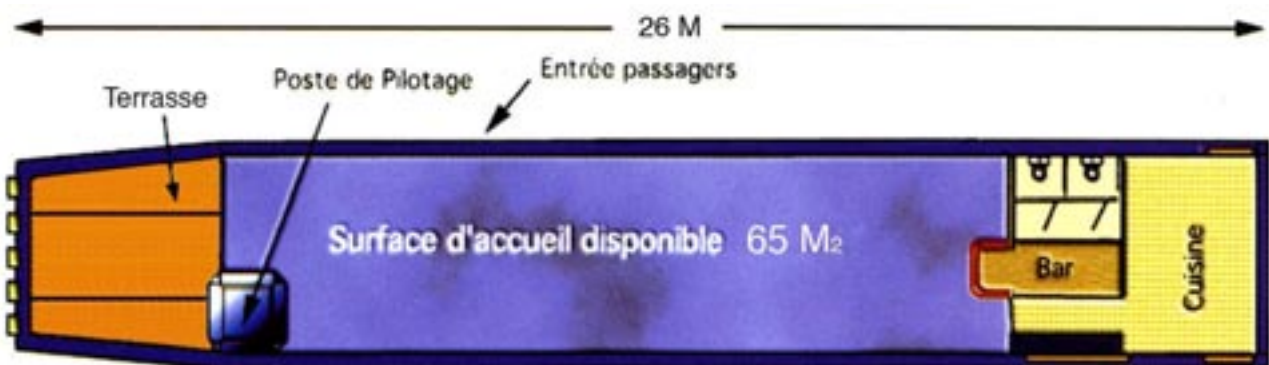 26 M
Entrée passagers
Poste de Pilotage
Terrasse
Surface d'accueil disponible 65 M2
Bar
Cuisine